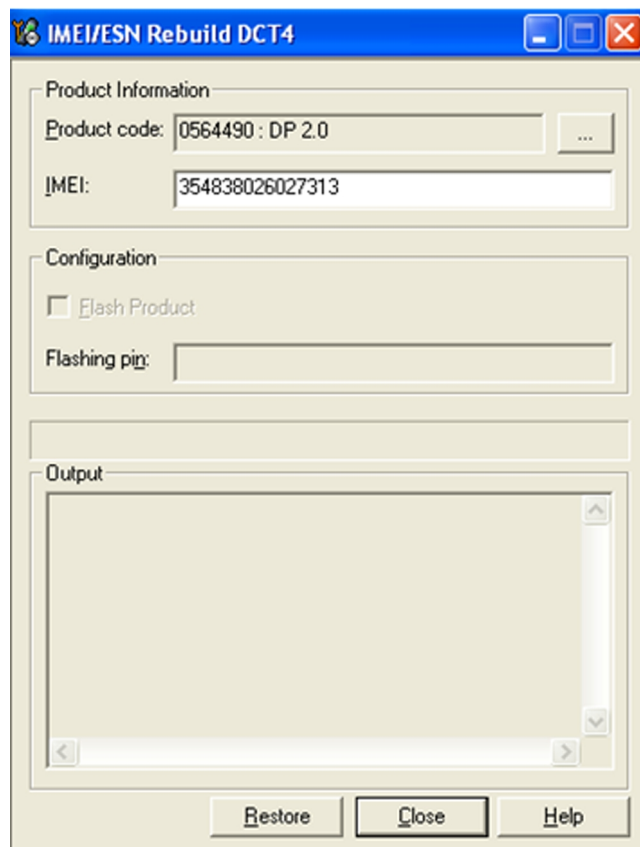 IMEI/ESN Rebuild DCT4
Product Information
Product code: 0564490 : DP 2.0 ...
IMEI: 354838026027313
Configuration
Flash Product
Flashing pin:
Output
Restore Close Help